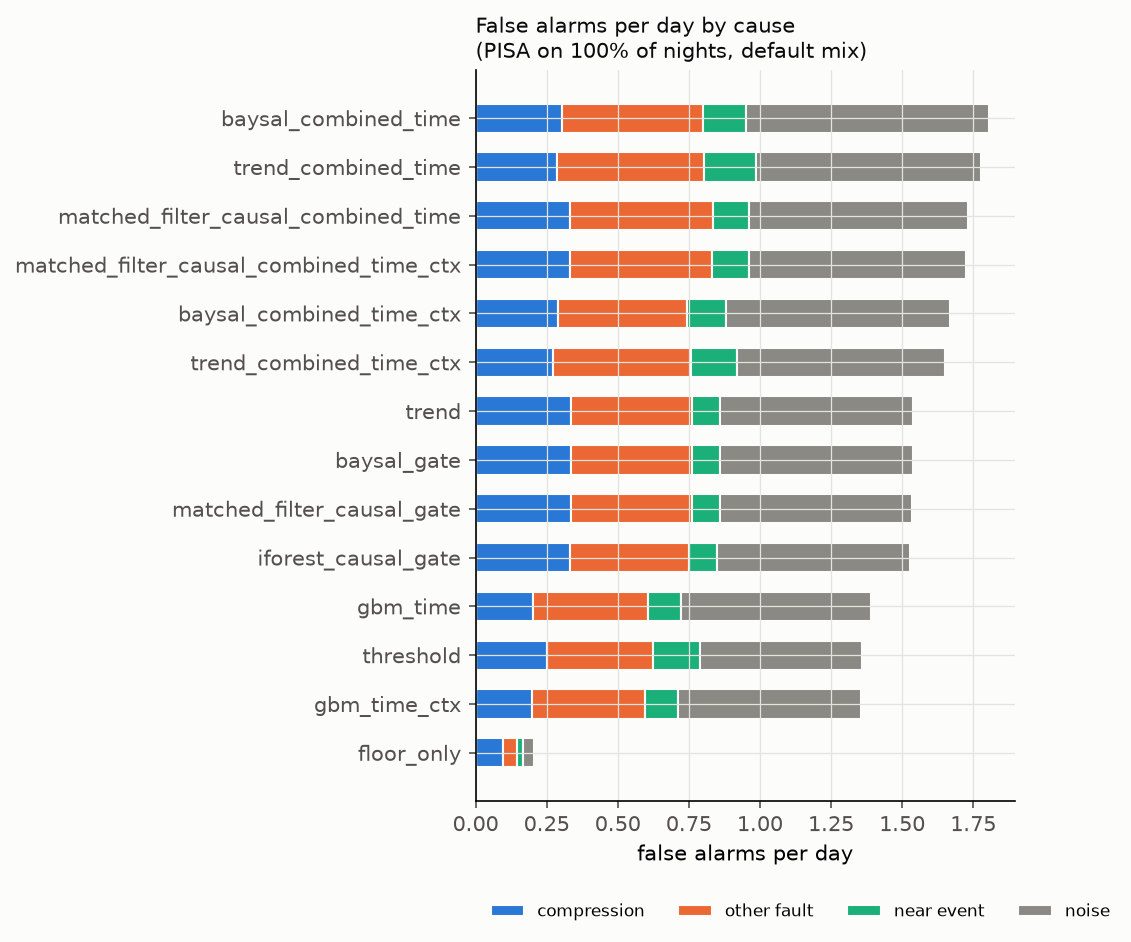 False alarms per day by cause
(PISA on 100% of nights, default mix)
baysal_combined_time
trend_combined_time
matched_filter_causal_combined_time
matched_filter_causal_combined_time_ctx
baysal_combined_time_ctx
trend_combined_time_ctx
trend
baysal_gate
matched_filter_causal_gate
iforest_causal_gate
gbm_time
threshold
gbm_time_ctx
floor_only
0.00 0.25 0.50 0.75 1.00 1.25 1.50 1.75
false alarms per day
compression other fault near event noise